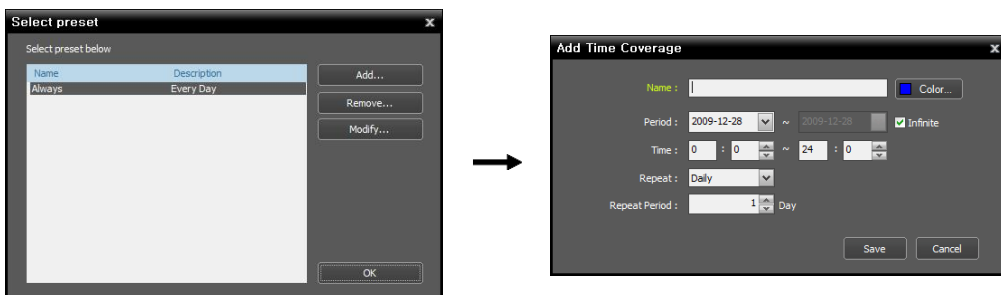 Select preset x
Select preset below
Name Description
Always Every Day
Add...
Remove...
Modify...
OK
Add Time Coverage x
Name : Color...
Period : 2009-12-28 ~ 2009-12-28 Infinite
Time : 0 : 0 ~ 24 : 0
Repeat : Daily
Repeat Period : 1 Day
Save Cancel